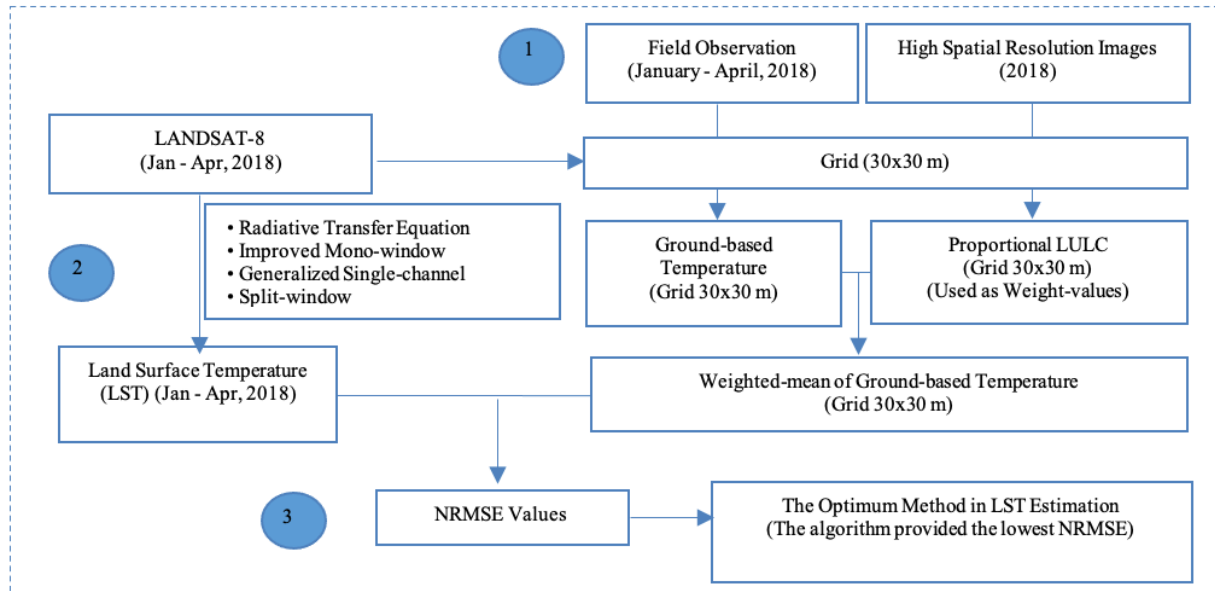 1
Field Observation
(January - April, 2018)
High Spatial Resolution Images
(2018)
LANDSAT-8
(Jan - Apr, 2018)
Grid (30x30 m)
• Radiative Transfer Equation
• Improved Mono-window
• Generalized Single-channel
• Split-window
2
Ground-based
Temperature
(Grid 30x30 m)
Proportional LULC
(Grid 30x30 m)
(Used as Weight-values)
Land Surface Temperature
(LST) (Jan - Apr, 2018)
Weighted-mean of Ground-based Temperature
(Grid 30x30 m)
3
NRMSE Values
The Optimum Method in LST Estimation
(The algorithm provided the lowest NRMSE)